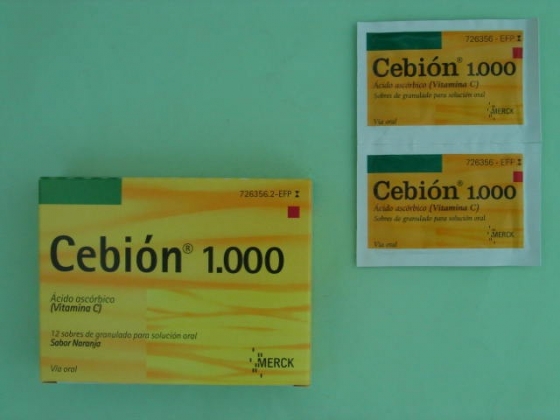 726356.2-EFP
Cebión® 1.000
Ácido ascórbico
(Vitamina C)
12 sobres de granulado para solución oral
Sabor Naranja
MERCK
Vía oral
726356 - EFP
Cebión® 1.000
Ácido ascórbico (Vitamina C)
Sobres de granulado para solución oral
MERCK
Vía oral
726356 - EFP
Cebión® 1.000
Ácido ascórbico (Vitamina C)
Sobres de granulado para solución oral
MERCK
Vía oral